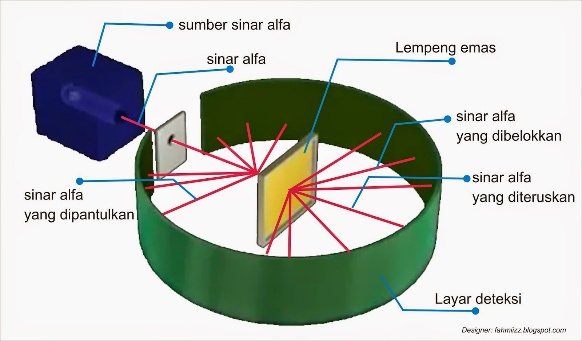 sumber sinar alfa
sinar alfa
Lempeng emas
sinar alfa
yang dibelokkan
sinar alfa
yang diteruskan
sinar alfa
yang dipantulkan
Layar deteksi
Designer: fahmiizz.blogspot.com